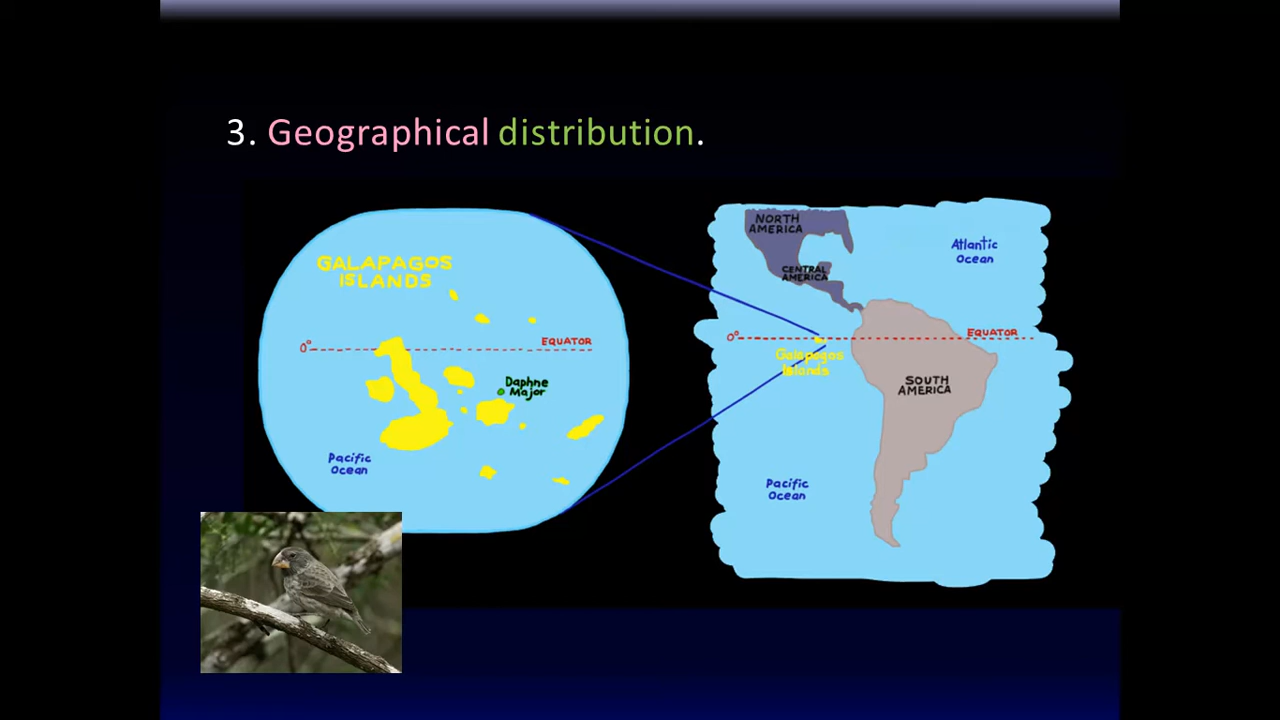 3. Geographical distribution.
GALAPAGOS
ISLANDS
0°
EQUATOR
Daphne
Major
Pacific
Ocean
NORTH
AMERICA
CENTRAL
AMERICA
Atlantic
Ocean
0°
EQUATOR
Galapagos
Islands
SOUTH
AMERICA
Pacific
Ocean